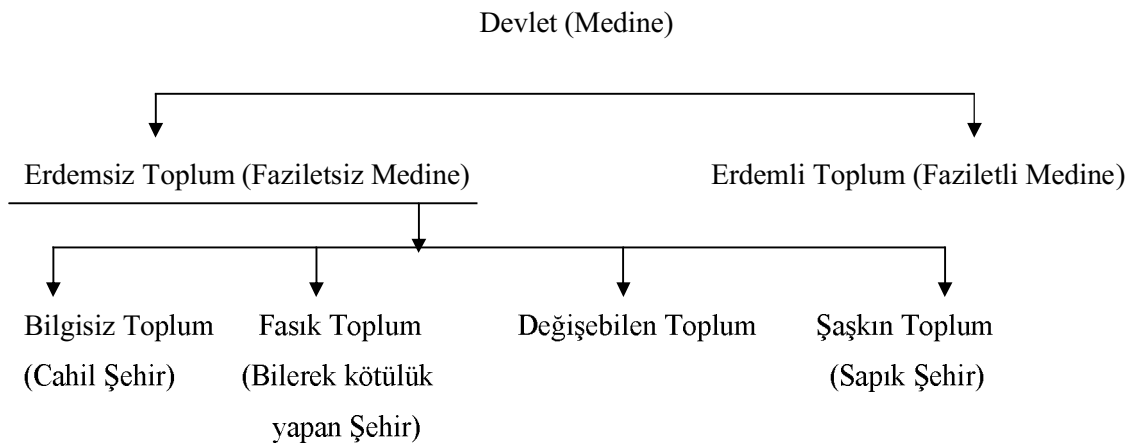 Devlet (Medine)
Erdemsiz Toplum (Faziletsiz Medine)
Erdemli Toplum (Faziletli Medine)
Bilgisiz Toplum
(Cahil Şehir)
Fasık Toplum
(Bilerek kötülük
yapan Şehir)
Değişebilen Toplum
Şaşkın Toplum
(Sapık Şehir)